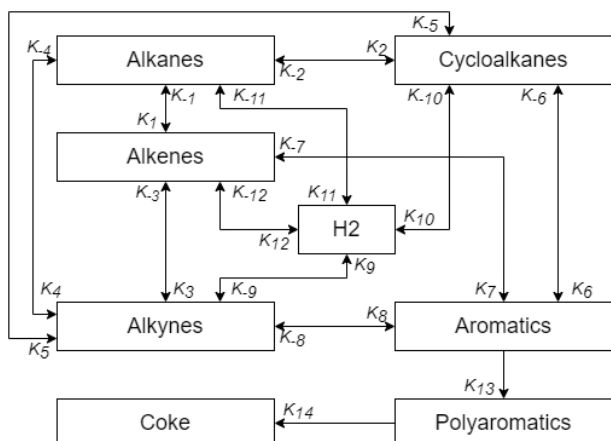 K-5
K-4 Alkanes K-2 K2 Cycloalkanes
K-1 K-11 K-10 K-6
K1 K-7
Alkenes
K-3 K-12 K11
K12 H2 K10
K9
K4 K3 K-9 K7 K6
K5 Alkynes K-8 K8 Aromatics
K13
Coke K14 Polyaromatics